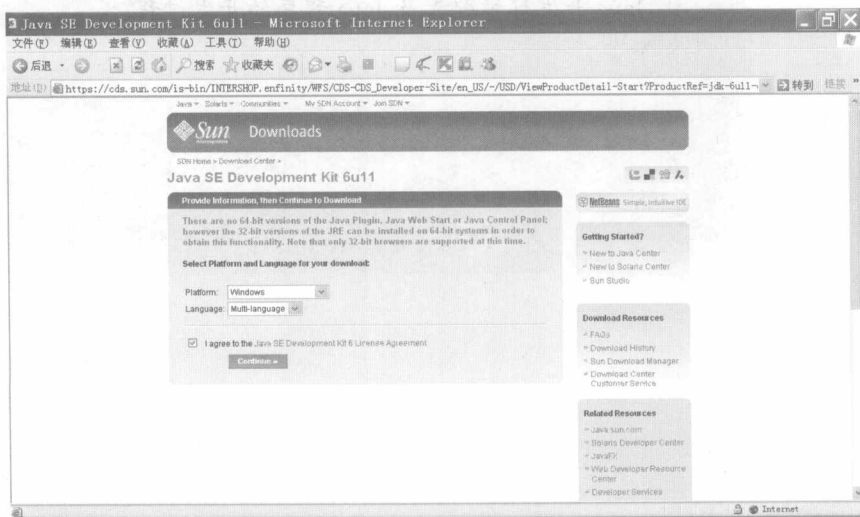 Java SE Development Kit 6u11 - Microsoft Internet Explorer
文件(F) 编辑(E) 查看(V) 收藏(A) 工具(T) 帮助(H)
后退 搜索 收藏夹
地址(D) https://cds.sun.com/is-bin/INTERSHOP.enfinity/WFS/CDS-CDS_Developer-Site/en_US/-/USD/ViewProductDetail-Start?ProductRef=jdk-6u11- 转到 链接 »
Java Solaris Communities My SDN Account Join SDN
Sun Downloads
SDN Home > Download Center >
Java SE Development Kit 6u11
Provide Information, then Continue to Download
There are no 64-bit versions of the Java Plugin, Java Web Start or Java Control Panel;
however the 32-bit versions of the JRE can be installed on 64-bit systems in order to
obtain this functionality. Note that only 32-bit browsers are supported at this time.
Select Platform and Language for your download:
Platform: Windows
Language: Multi-language
I agree to the Java SE Development Kit 6 License Agreement
Continue »
NetBeans Simple, Intuitive IDE
Getting Started?
New to Java Center
New to Solaris Center
Sun Studio
Download Resources
FAQs
Download History
Sun Download Manager
Download Center
Customer Service
Related Resources
Java.sun.com
Solaris Developer Center
JavaFX
Web Developer Resource
Center
Developer Services
Internet